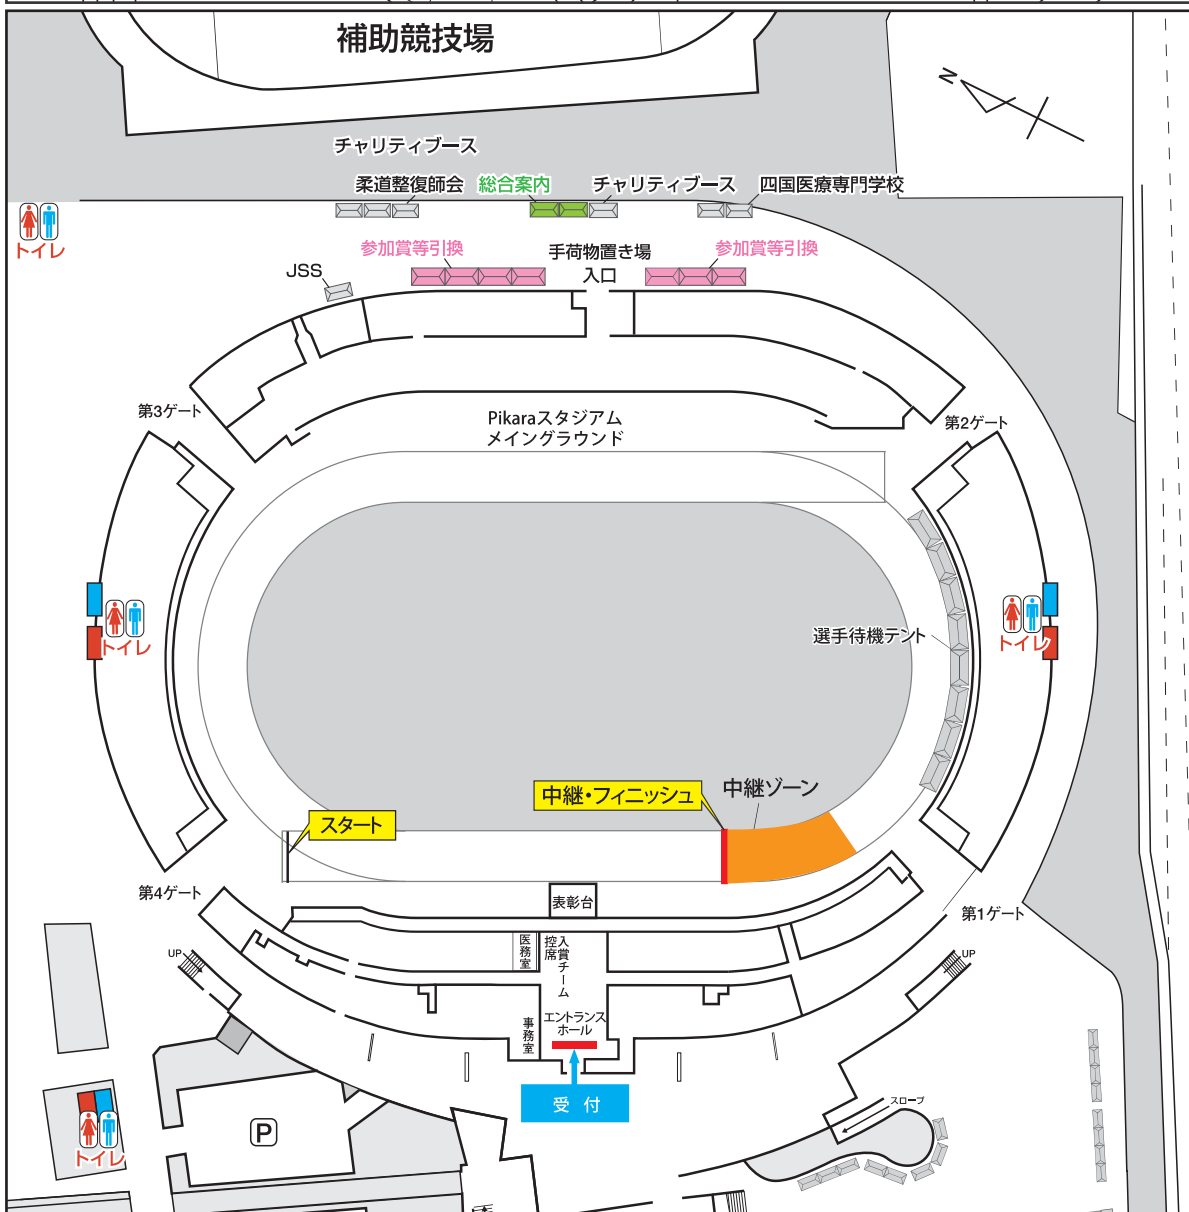 補助競技場
N
チャリティブース
柔道整復師会
総合案内
チャリティブース
四国医療専門学校
トイレ
参加賞等引換
手荷物置き場
入口
参加賞等引換
JSS
第3ゲート
Pikaraスタジアム
メイングラウンド
第2ゲート
トイレ
選手待機テント
トイレ
中継・フィニッシュ
中継ゾーン
スタート
第4ゲート
表彰台
第1ゲート
医務室
入賞チーム
控席
UP
UP
事務室
エントランス
ホール
受付
スロープ
P
トイレ